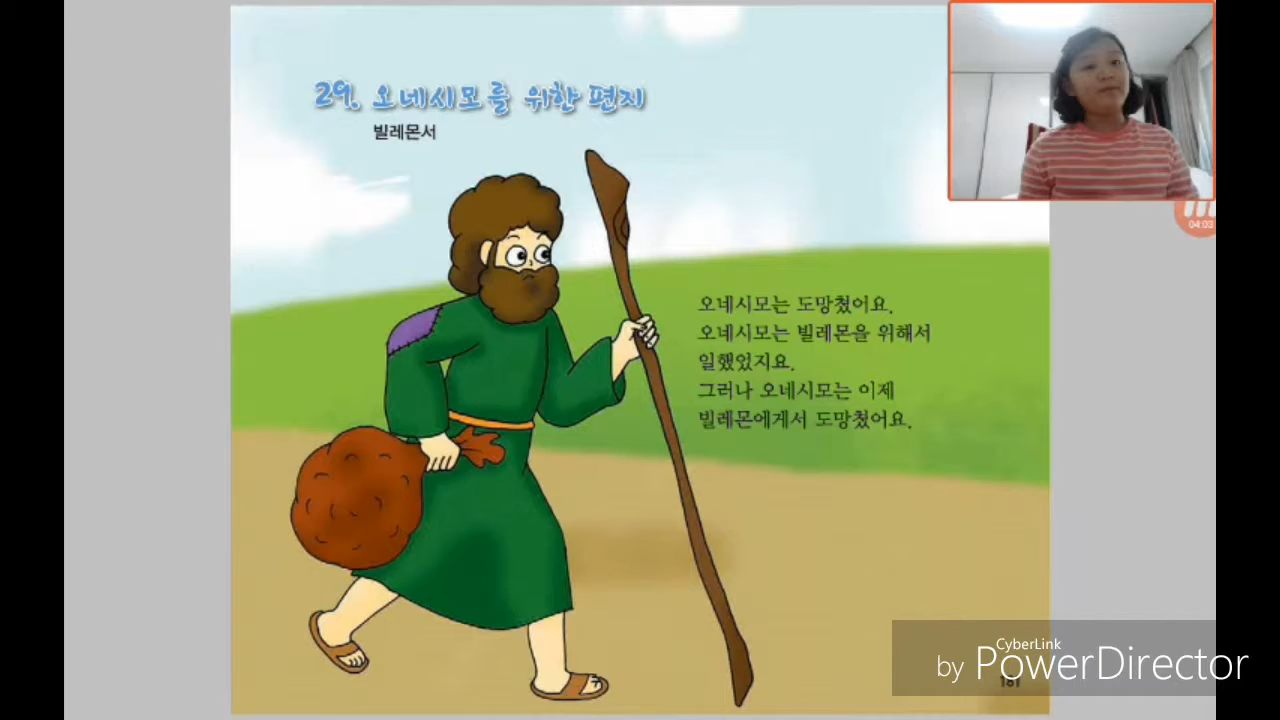 29. 오네시모를 위한 편지
빌레몬서
04:03
오네시모는 도망쳤어요.
오네시모는 빌레몬을 위해서
일했었지요.
그러나 오네시모는 이제
빌레몬에게서 도망쳤어요.
CyberLink
by PowerDirector
181